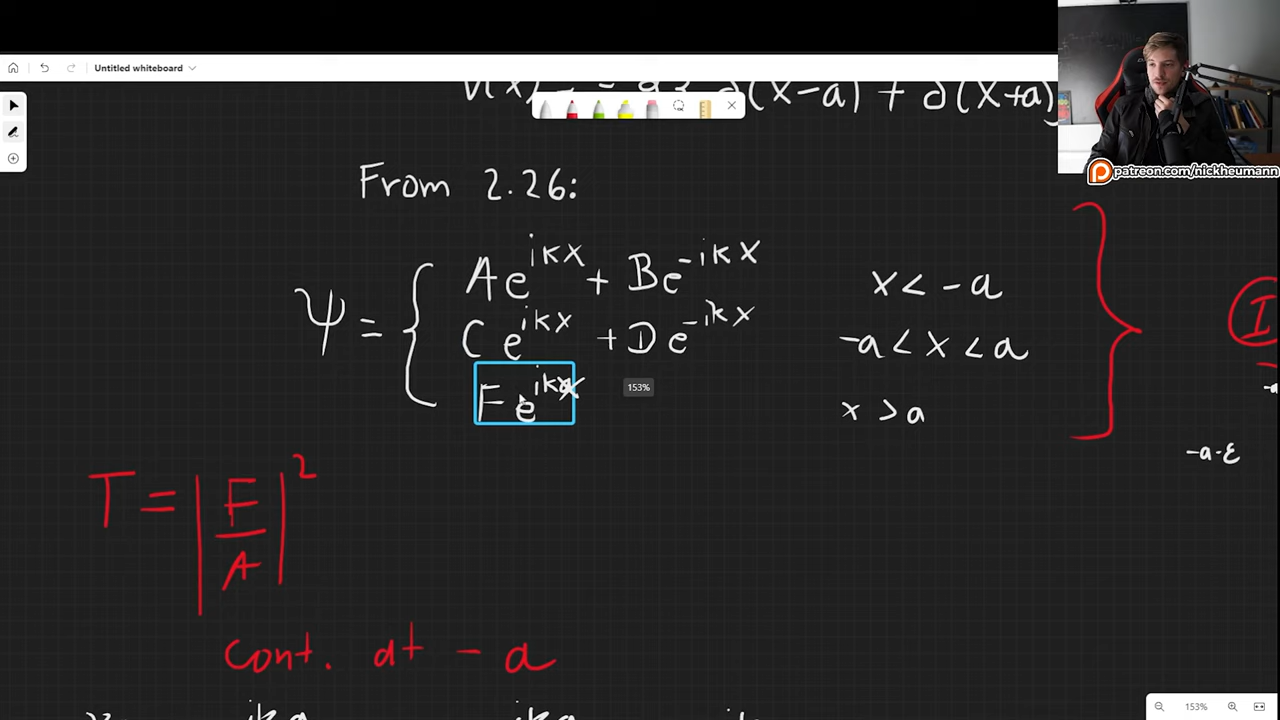 Untitled whiteboard
δ(x-a) + δ(x+a)
patreon.com/nickheumann
From 2.26:
ψ = { Ae^{ikx} + Be^{-ikx} x < -a
Ce^{ikx} + De^{-ikx} -a < x < a
Fe^{ikx} x > a
153%
I
-a-ε
T = |F/A|^2
cont. at -a
153%